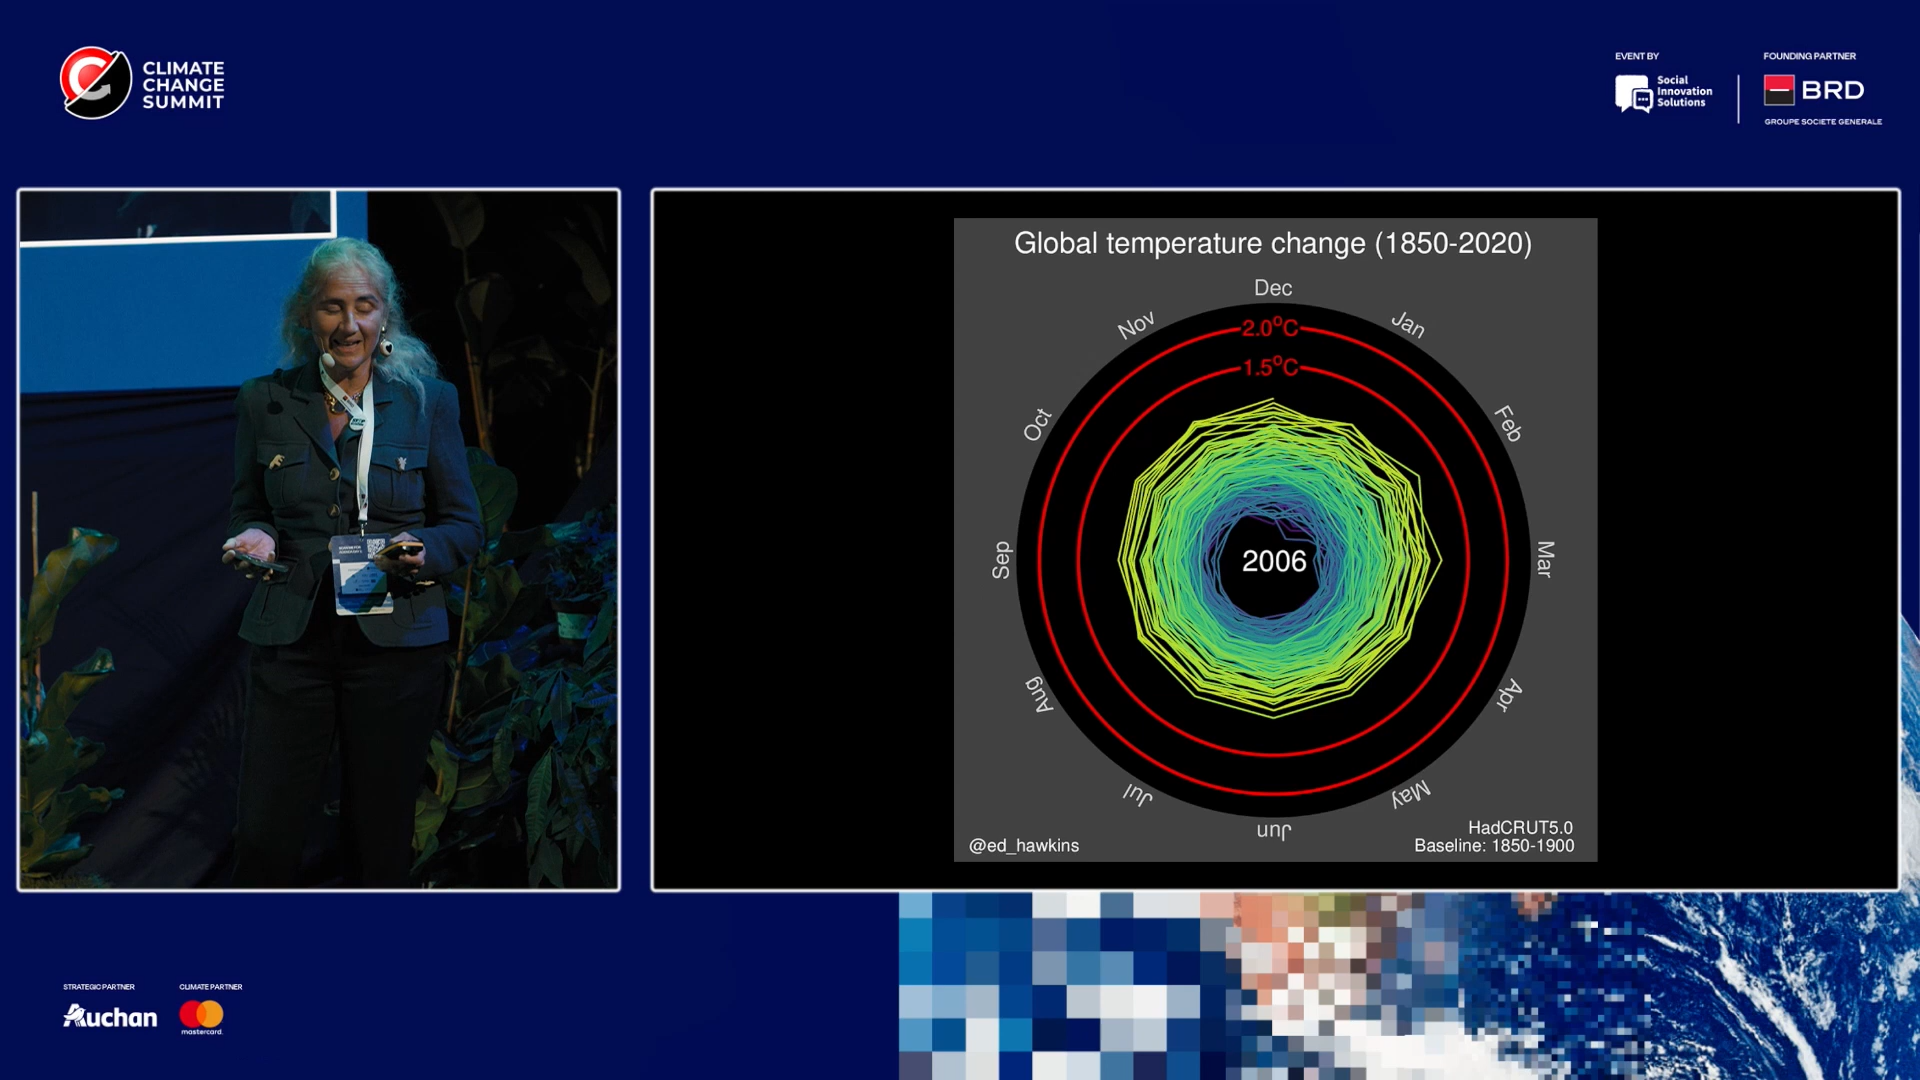 CLIMATE
CHANGE
SUMMIT
EVENT BY
Social
Innovation
Solutions
FOUNDING PARTNER
BRD
GROUPE SOCIETE GENERALE
Global temperature change (1850-2020)
Dec
Jan
Feb
Mar
Apr
May
Jun
Jul
Aug
Sep
Oct
Nov
2.0°C
1.5°C
2006
@ed_hawkins
HadCRUT5.0
Baseline: 1850-1900
STRATEGIC PARTNER
Auchan
CLIMATE PARTNER
mastercard.